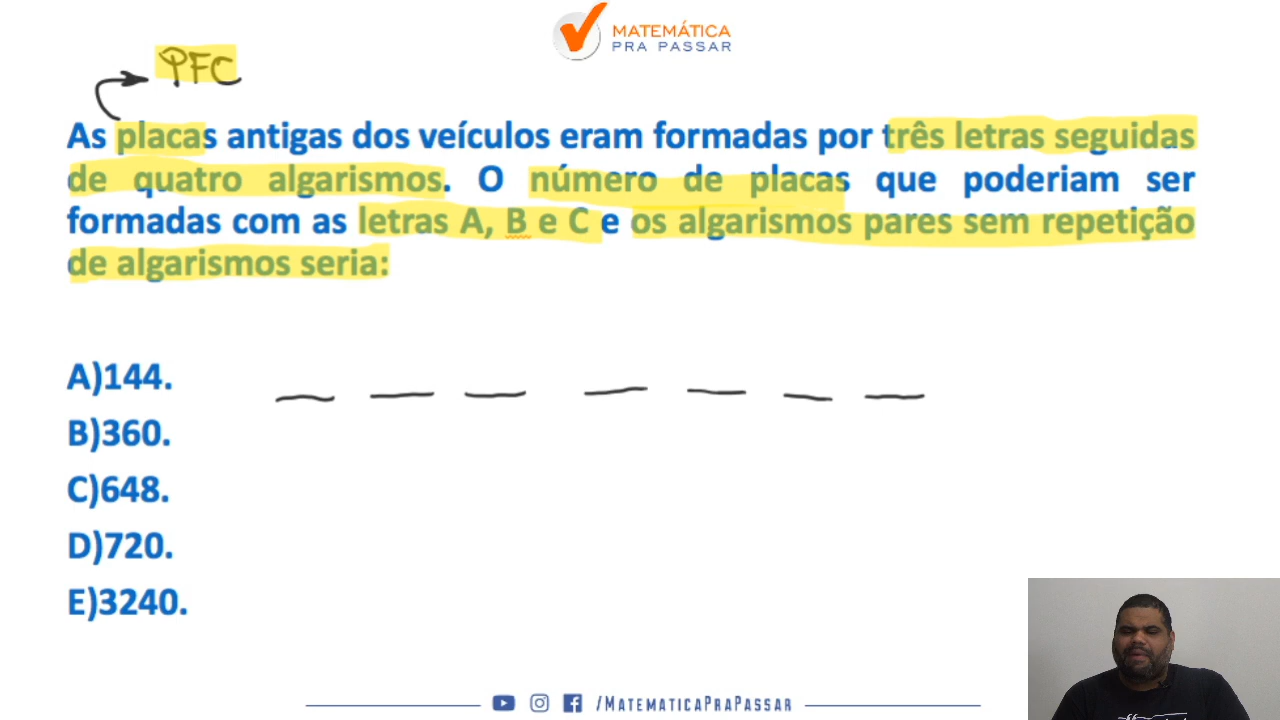 MATEMÁTICA
PRA PASSAR
PFC
As placas antigas dos veículos eram formadas por três letras seguidas
de quatro algarismos. O número de placas que poderiam ser
formadas com as letras A, B e C e os algarismos pares sem repetição
de algarismos seria:
A)144.
B)360.
C)648.
D)720.
E)3240.
/MATEMATICAPRAPASSAR